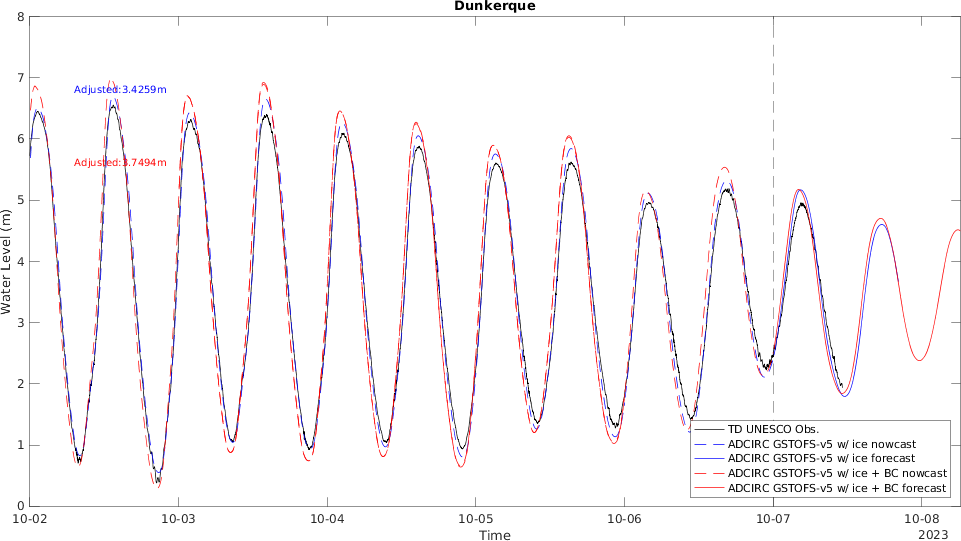 Dunkerque
8
7
6
5
4
3
2
1
0
Water Level (m)
Adjusted:3.4259m
Adjusted:3.7494m
TD UNESCO Obs.
ADCIRC GSTOFS-v5 w/ ice nowcast
ADCIRC GSTOFS-v5 w/ ice forecast
ADCIRC GSTOFS-v5 w/ ice + BC nowcast
ADCIRC GSTOFS-v5 w/ ice + BC forecast
10-02 10-03 10-04 10-05 10-06 10-07 10-08
Time
2023